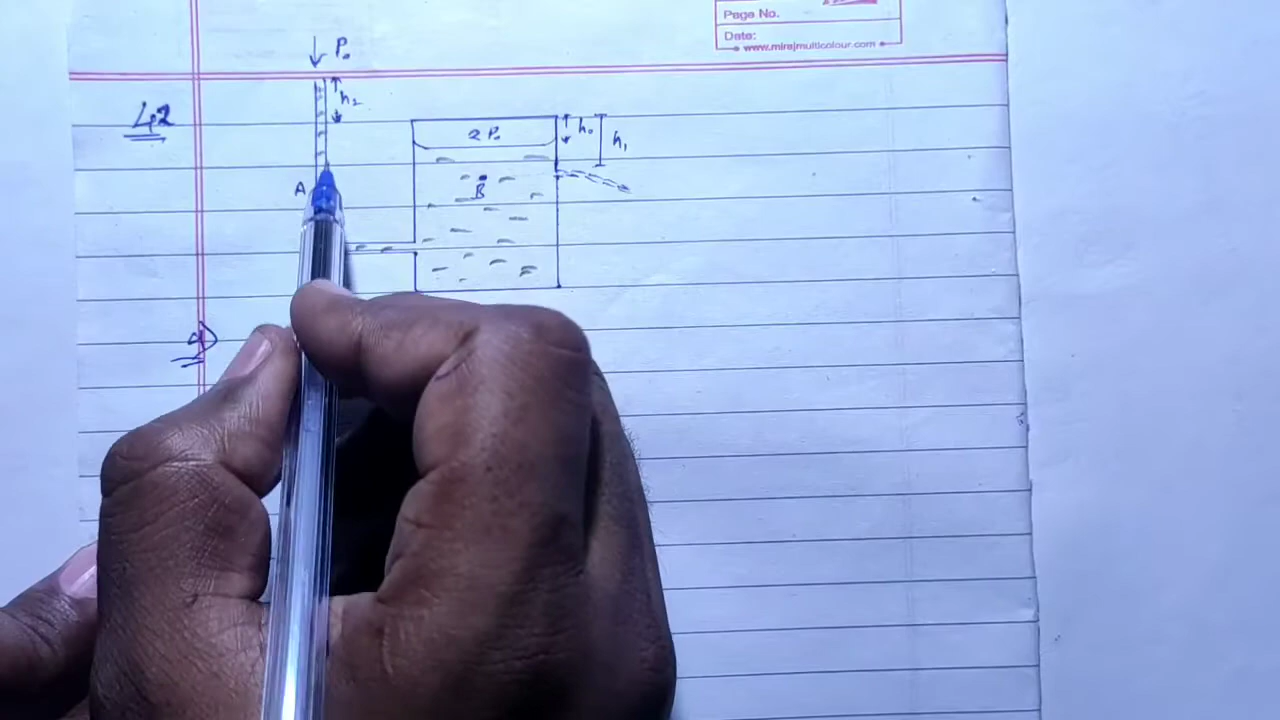 Page No.
Date:
www.mirajmulticolour.com
P₀
h₂
42
2 P₀
h₀
h₁
A
B